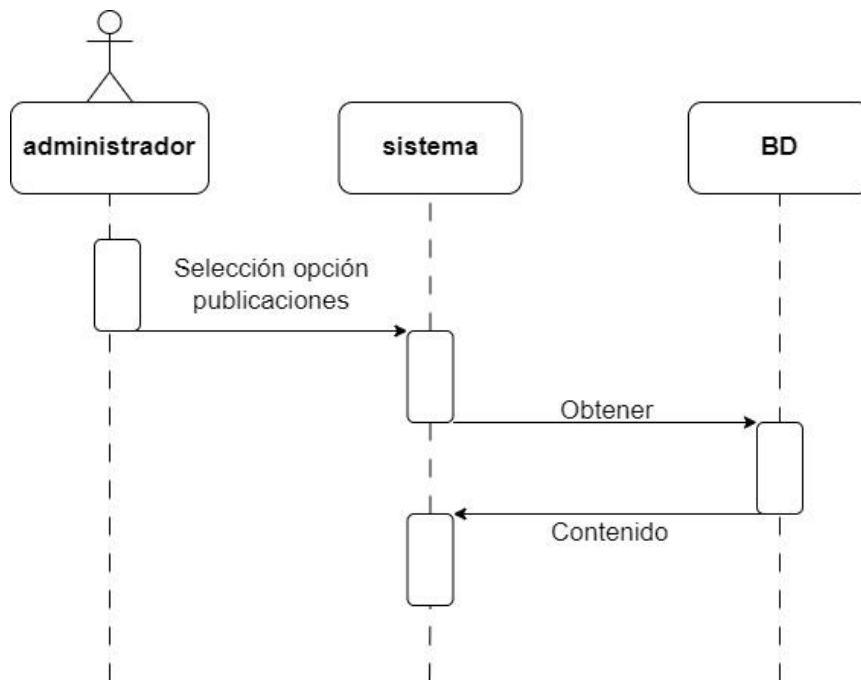 administrador
sistema
BD
Selección opción
publicaciones
Obtener
Contenido